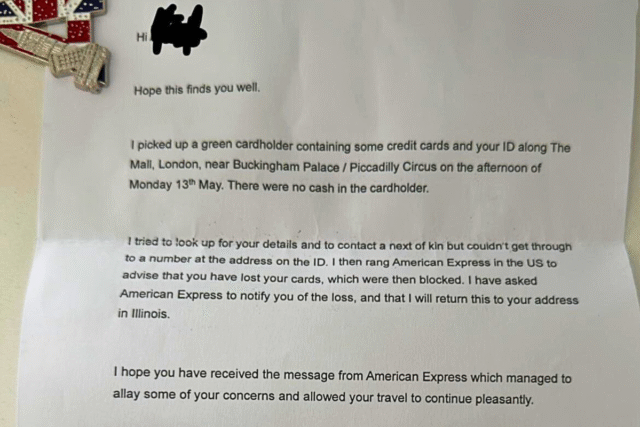 Hi
Hope this finds you well.
I picked up a green cardholder containing some credit cards and your ID along The
Mall, London, near Buckingham Palace / Piccadilly Circus on the afternoon of
Monday 13th May. There were no cash in the cardholder.
I tried to look up for your details and to contact a next of kin but couldn't get through
to a number at the address on the ID. I then rang American Express in the US to
advise that you have lost your cards, which were then blocked. I have asked
American Express to notify you of the loss, and that I will return this to your address
in Illinois.
I hope you have received the message from American Express which managed to
allay some of your concerns and allowed your travel to continue pleasantly.